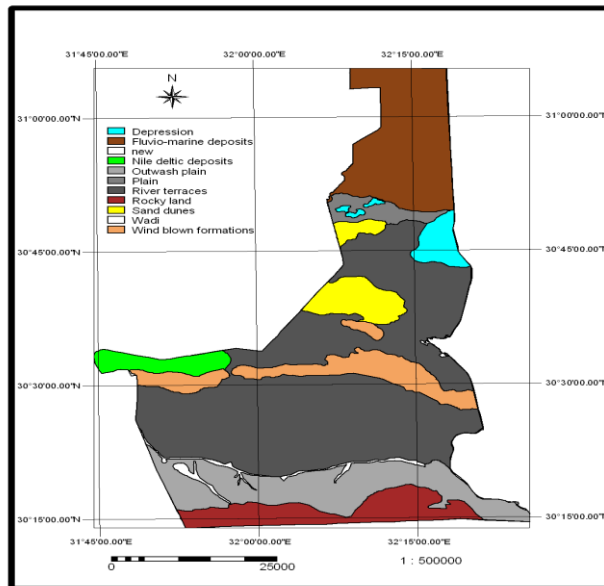 31°45'00.00"E 32°00'00.00"E 32°15'00.00"E
N
31°00'00.00"N 31°00'00.00"N
Depression
Fluvio-marine deposits
new
Nile deltic deposits
Outwash plain
Plain
River terraces
Rocky land
Sand dunes
Wadi
Wind blown formations
30°45'00.00"N 30°45'00.00"N
30°30'00.00"N 30°30'00.00"N
30°15'00.00"N 30°15'00.00"N
31°45'00.00"E 32°00'00.00"E 32°15'00.00"E
0 25000
1 : 500000